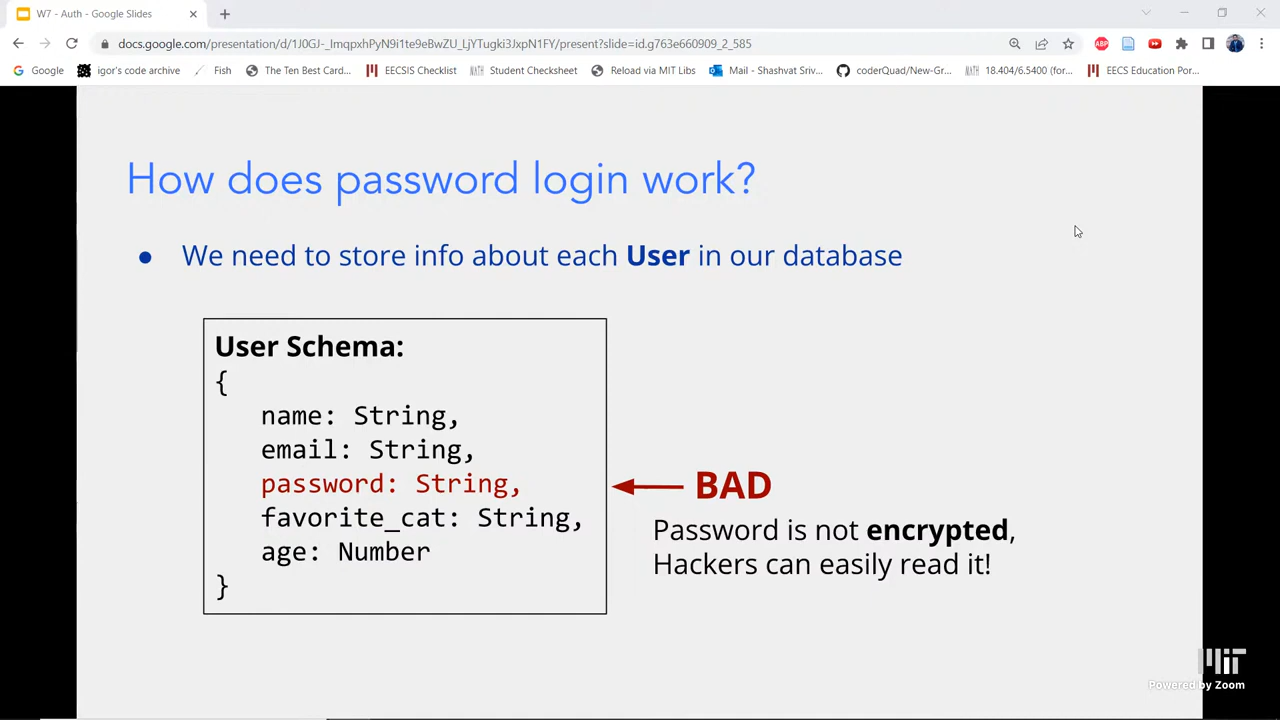 W7 - Auth - Google Slides
docs.google.com/presentation/d/1J0GJ-_ImqpxhPyN9i1te9eBwZU_LjYTugki3JxpN1FY/present?slide=id.g763e660909_2_585
ABP
Google
igor's code archive
Fish
The Ten Best Card...
EECSIS Checklist
MATH Student Checksheet
Reload via MIT Libs
Mail - Shashvat Sriv...
coderQuad/New-Gr...
MATH 18.404/6.5400 (for...
EECS Education Por...
How does password login work?
● We need to store info about each User in our database
User Schema:
{
name: String,
email: String,
password: String,
favorite_cat: String,
age: Number
}
BAD
Password is not encrypted,
Hackers can easily read it!
MIT
Powered by Zoom